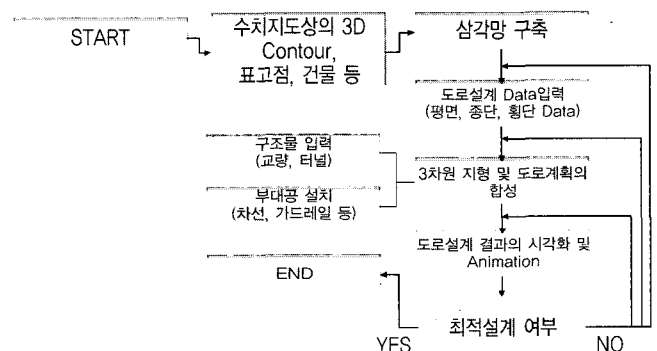 START
수치지도상의 3D
Contour,
표고점, 건물 등
삼각망 구축
도로설계 Data입력
(평면, 종단, 횡단 Data)
구조물 입력
(교량, 터널)
부대공 설치
(차선, 가드레일 등)
3차원 지형 및 도로계획의
합성
도로설계 결과의 시각화 및
Animation
END
최적설계 여부
YES
NO